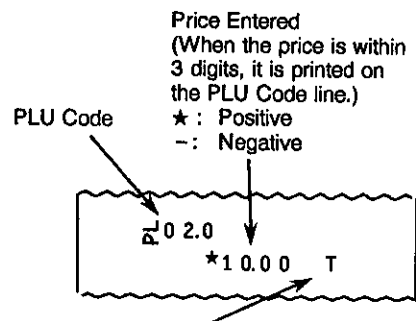 Price Entered
(When the price is within
3 digits, it is printed on
the PLU Code line.)
★ : Positive
− : Negative
PLU Code
PL 0 2.0
*1 0.0 0 T